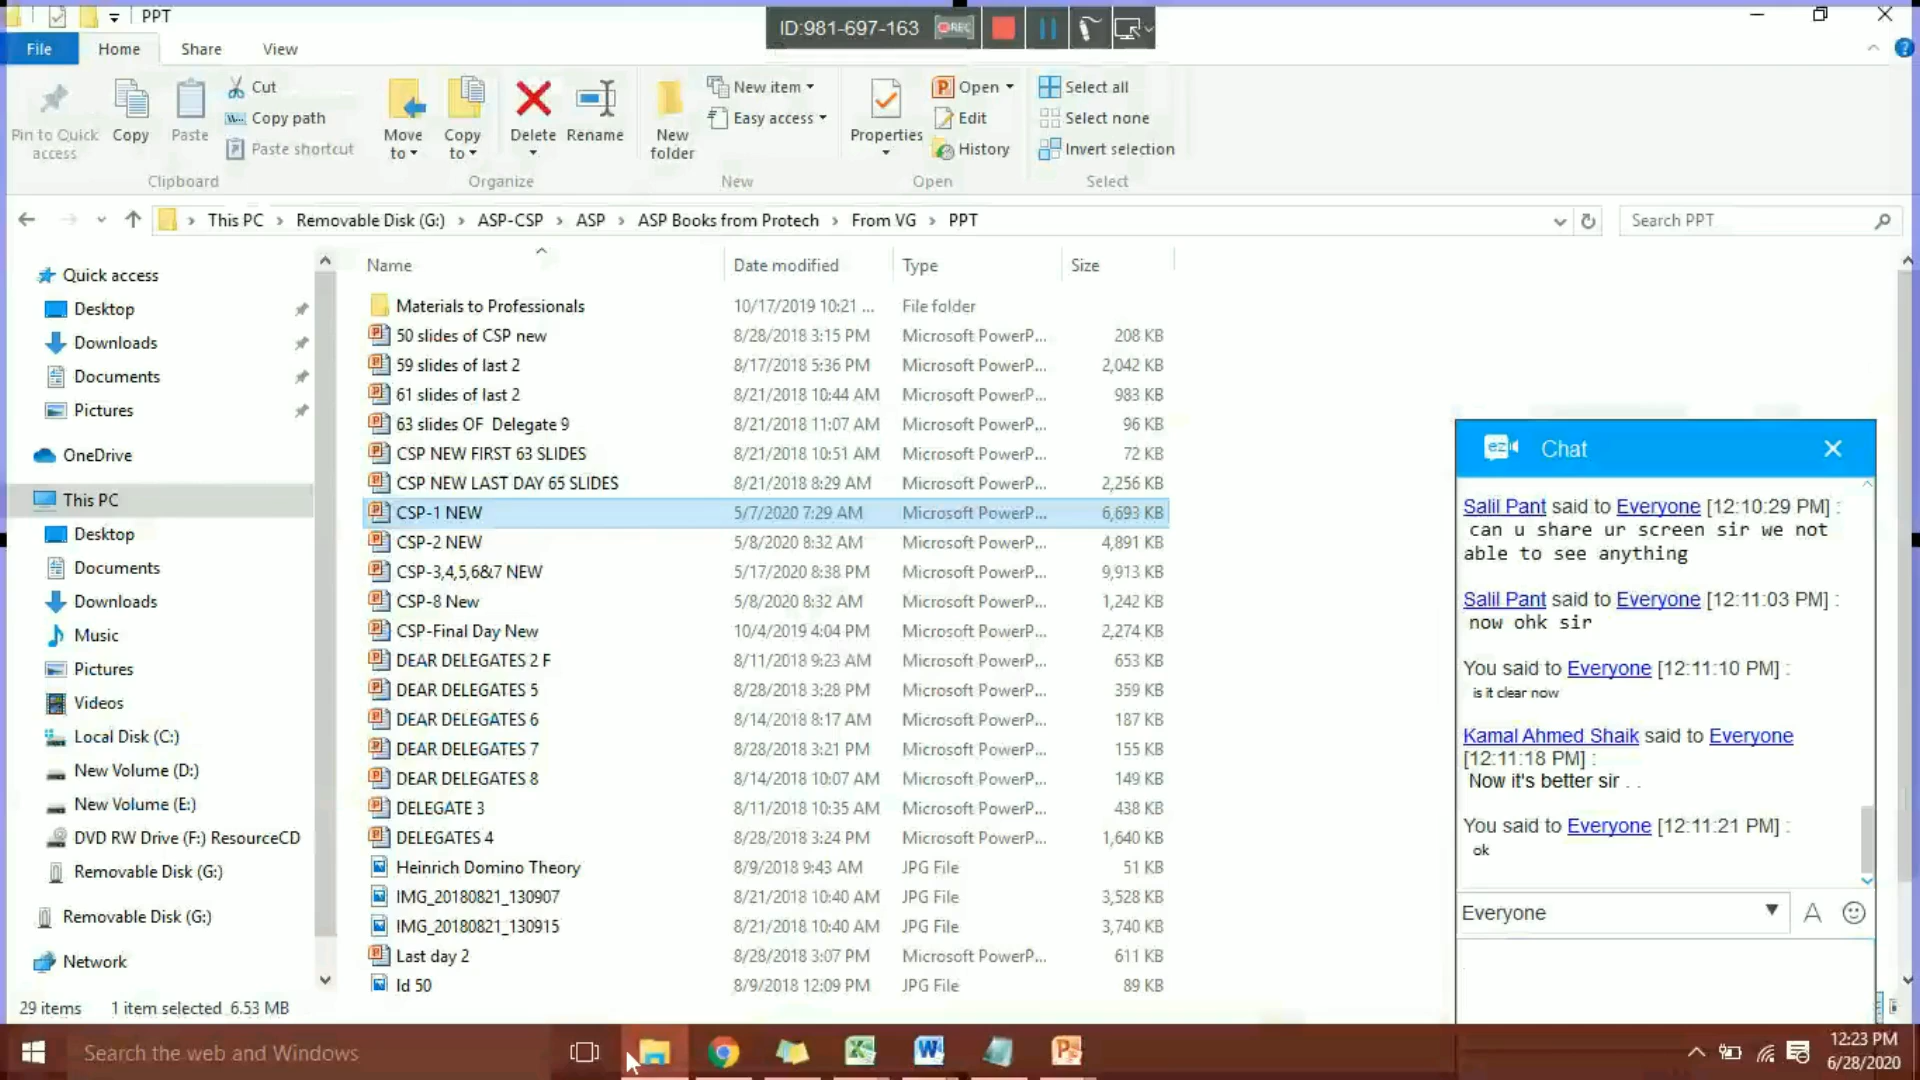 PPT
ID:981-697-163
REC
File
Home
Share
View
Pin to Quick access
Copy
Paste
Cut
Copy path
Paste shortcut
Clipboard
Move to
Copy to
Delete
Rename
Organize
New folder
New item
Easy access
New
Properties
Open
Edit
History
Open
Select all
Select none
Invert selection
Select
This PC
Removable Disk (G:)
ASP-CSP
ASP
ASP Books from Protech
From VG
PPT
Search PPT
Quick access
Desktop
Downloads
Documents
Pictures
OneDrive
This PC
Desktop
Documents
Downloads
Music
Pictures
Videos
Local Disk (C:)
New Volume (D:)
New Volume (E:)
DVD RW Drive (F:) ResourceCD
Removable Disk (G:)
Removable Disk (G:)
Network
Name Date modified Type Size
Materials to Professionals 10/17/2019 10:21 ... File folder
50 slides of CSP new 8/28/2018 3:15 PM Microsoft PowerP... 208 KB
59 slides of last 2 8/17/2018 5:36 PM Microsoft PowerP... 2,042 KB
61 slides of last 2 8/21/2018 10:44 AM Microsoft PowerP... 983 KB
63 slides OF Delegate 9 8/21/2018 11:07 AM Microsoft PowerP... 96 KB
CSP NEW FIRST 63 SLIDES 8/21/2018 10:51 AM Microsoft PowerP... 72 KB
CSP NEW LAST DAY 65 SLIDES 8/21/2018 8:29 AM Microsoft PowerP... 2,256 KB
CSP-1 NEW 5/7/2020 7:29 AM Microsoft PowerP... 6,693 KB
CSP-2 NEW 5/8/2020 8:32 AM Microsoft PowerP... 4,891 KB
CSP-3,4,5,6&7 NEW 5/17/2020 8:38 PM Microsoft PowerP... 9,913 KB
CSP-8 New 5/8/2020 8:32 AM Microsoft PowerP... 1,242 KB
CSP-Final Day New 10/4/2019 4:04 PM Microsoft PowerP... 2,274 KB
DEAR DELEGATES 2 F 8/11/2018 9:23 AM Microsoft PowerP... 653 KB
DEAR DELEGATES 5 8/28/2018 3:28 PM Microsoft PowerP... 359 KB
DEAR DELEGATES 6 8/14/2018 8:17 AM Microsoft PowerP... 187 KB
DEAR DELEGATES 7 8/28/2018 3:21 PM Microsoft PowerP... 155 KB
DEAR DELEGATES 8 8/14/2018 10:07 AM Microsoft PowerP... 149 KB
DELEGATE 3 8/11/2018 10:35 AM Microsoft PowerP... 438 KB
DELEGATES 4 8/28/2018 3:24 PM Microsoft PowerP... 1,640 KB
Heinrich Domino Theory 8/9/2018 9:43 AM JPG File 51 KB
IMG_20180821_130907 8/21/2018 10:40 AM JPG File 3,528 KB
IMG_20180821_130915 8/21/2018 10:40 AM JPG File 3,740 KB
Last day 2 8/28/2018 3:07 PM Microsoft PowerP... 611 KB
ld 50 8/9/2018 12:09 PM JPG File 89 KB
29 items 1 item selected 6.53 MB
ez Chat
Salil Pant said to Everyone [12:10:29 PM] :
can u share ur screen sir we not
able to see anything
Salil Pant said to Everyone [12:11:03 PM] :
now ohk sir
You said to Everyone [12:11:10 PM] :
is it clear now
Kamal Ahmed Shaik said to Everyone
[12:11:18 PM] :
Now it's better sir . .
You said to Everyone [12:11:21 PM] :
ok
Everyone
A
Search the web and Windows
12:23 PM
6/28/2020